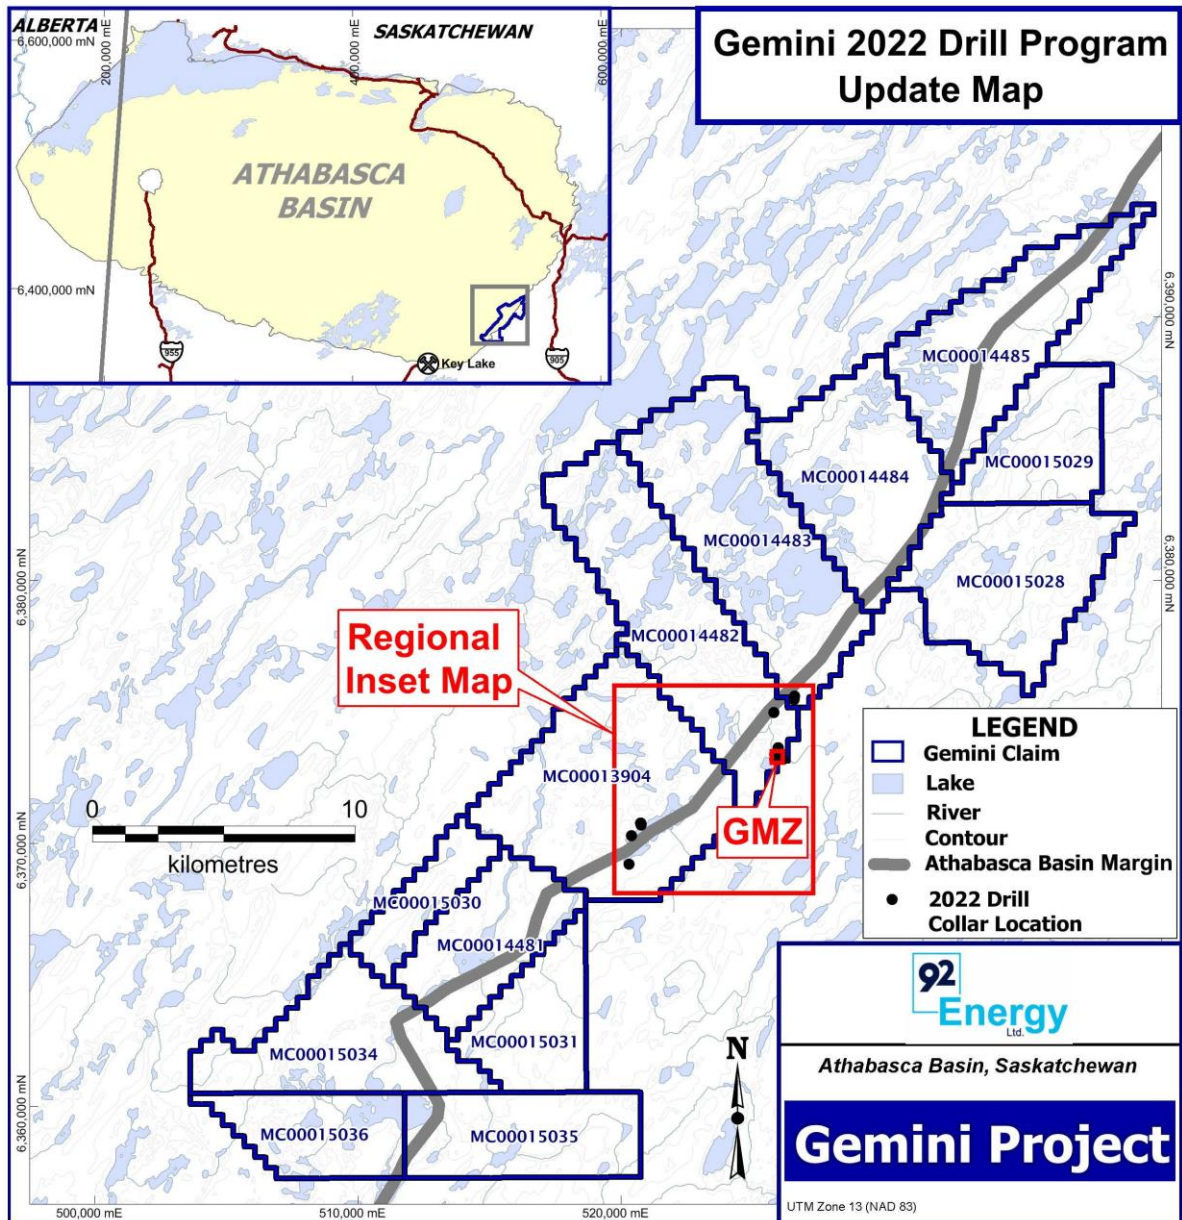 ALBERTA
SASKATCHEWAN
6,600,000 mN
200,000 mE
400,000 mE
600,000 mE
ATHABASCA
BASIN
6,400,000 mN
955
905
Key Lake
Gemini 2022 Drill Program
Update Map
6,390,000 mN
MC00014485
MC00015029
MC00014484
MC00014483
MC00015028
6,380,000 mN
6,380,000 mN
MC00014482
Regional
Inset Map
MC00013904
GMZ
0
10
kilometres
6,370,000 mN
MC00015030
MC00014481
MC00015031
MC00015034
MC00015036
MC00015035
6,360,000 mN
500,000 mE
510,000 mE
520,000 mE
N
LEGEND
Gemini Claim
Lake
River
Contour
Athabasca Basin Margin
2022 Drill
Collar Location
92
Energy
Ltd.
Athabasca Basin, Saskatchewan
Gemini Project
UTM Zone 13 (NAD 83)